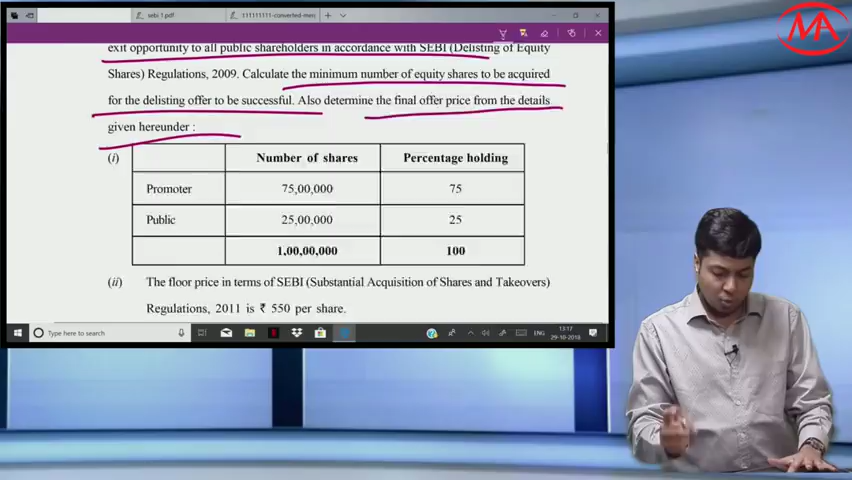 sebi 1.pdf
111111111-converted-mer
MA
exit opportunity to all public shareholders in accordance with SEBI (Delisting of Equity
Shares) Regulations, 2009. Calculate the minimum number of equity shares to be acquired
for the delisting offer to be successful. Also determine the final offer price from the details
given hereunder :
(i)
Number of shares Percentage holding
Promoter 75,00,000 75
Public 25,00,000 25
1,00,00,000 100
(ii) The floor price in terms of SEBI (Substantial Acquisition of Shares and Takeovers)
Regulations, 2011 is ₹ 550 per share.
Type here to search
ENG
13:17
29-10-2018